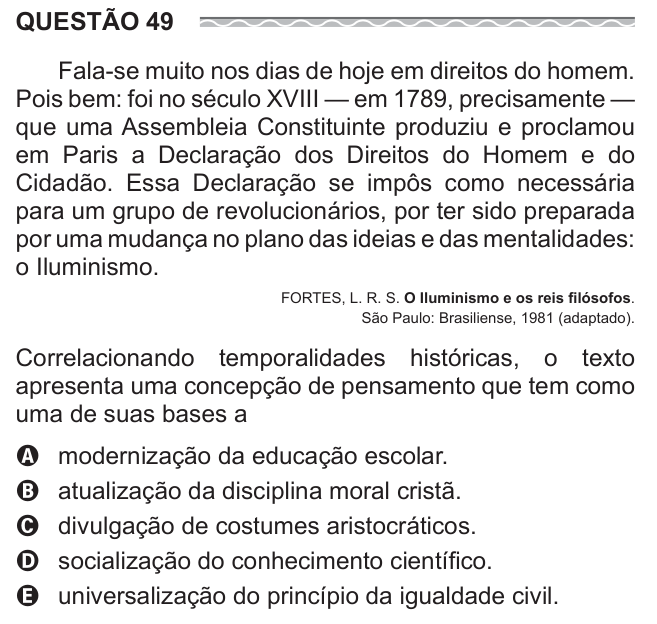 QUESTÃO 49
Fala-se muito nos dias de hoje em direitos do homem.
Pois bem: foi no século XVIII — em 1789, precisamente —
que uma Assembleia Constituinte produziu e proclamou
em Paris a Declaração dos Direitos do Homem e do
Cidadão. Essa Declaração se impôs como necessária
para um grupo de revolucionários, por ter sido preparada
por uma mudança no plano das ideias e das mentalidades:
o Iluminismo.
FORTES, L. R. S. O Iluminismo e os reis filósofos.
São Paulo: Brasiliense, 1981 (adaptado).
Correlacionando temporalidades históricas, o texto
apresenta uma concepção de pensamento que tem como
uma de suas bases a
A modernização da educação escolar.
B atualização da disciplina moral cristã.
C divulgação de costumes aristocráticos.
D socialização do conhecimento científico.
E universalização do princípio da igualdade civil.